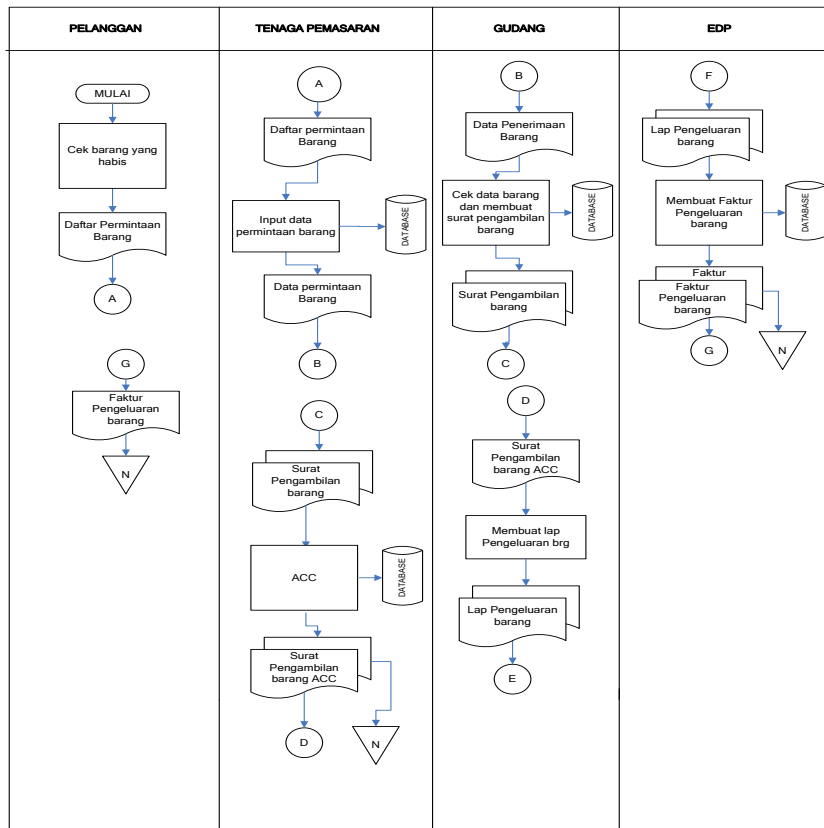 PELANGGAN
TENAGA PEMASARAN
GUDANG
EDP
MULAI
Cek barang yang
habis
Daftar Permintaan
Barang
A
G
Faktur
Pengeluaran
barang
N
A
Daftar permintaan
Barang
Input data
permintaan barang
DATABASE
Data permintaan
Barang
B
C
Surat
Pengambilan
barang
ACC
DATABASE
Surat
Pengambilan
barang ACC
D
N
B
Data Penerimaan
Barang
Cek data barang
dan membuat
surat pengambilan
barang
DATABASE
Surat Pengambilan
barang
C
D
Surat
Pengambilan
barang ACC
Membuat lap
Pengeluaran brg
Lap Pengeluaran
barang
E
F
Lap Pengeluaran
barang
Membuat Faktur
Pengeluaran
barang
DATABASE
Faktur
Faktur
Pengeluaran
barang
G
N